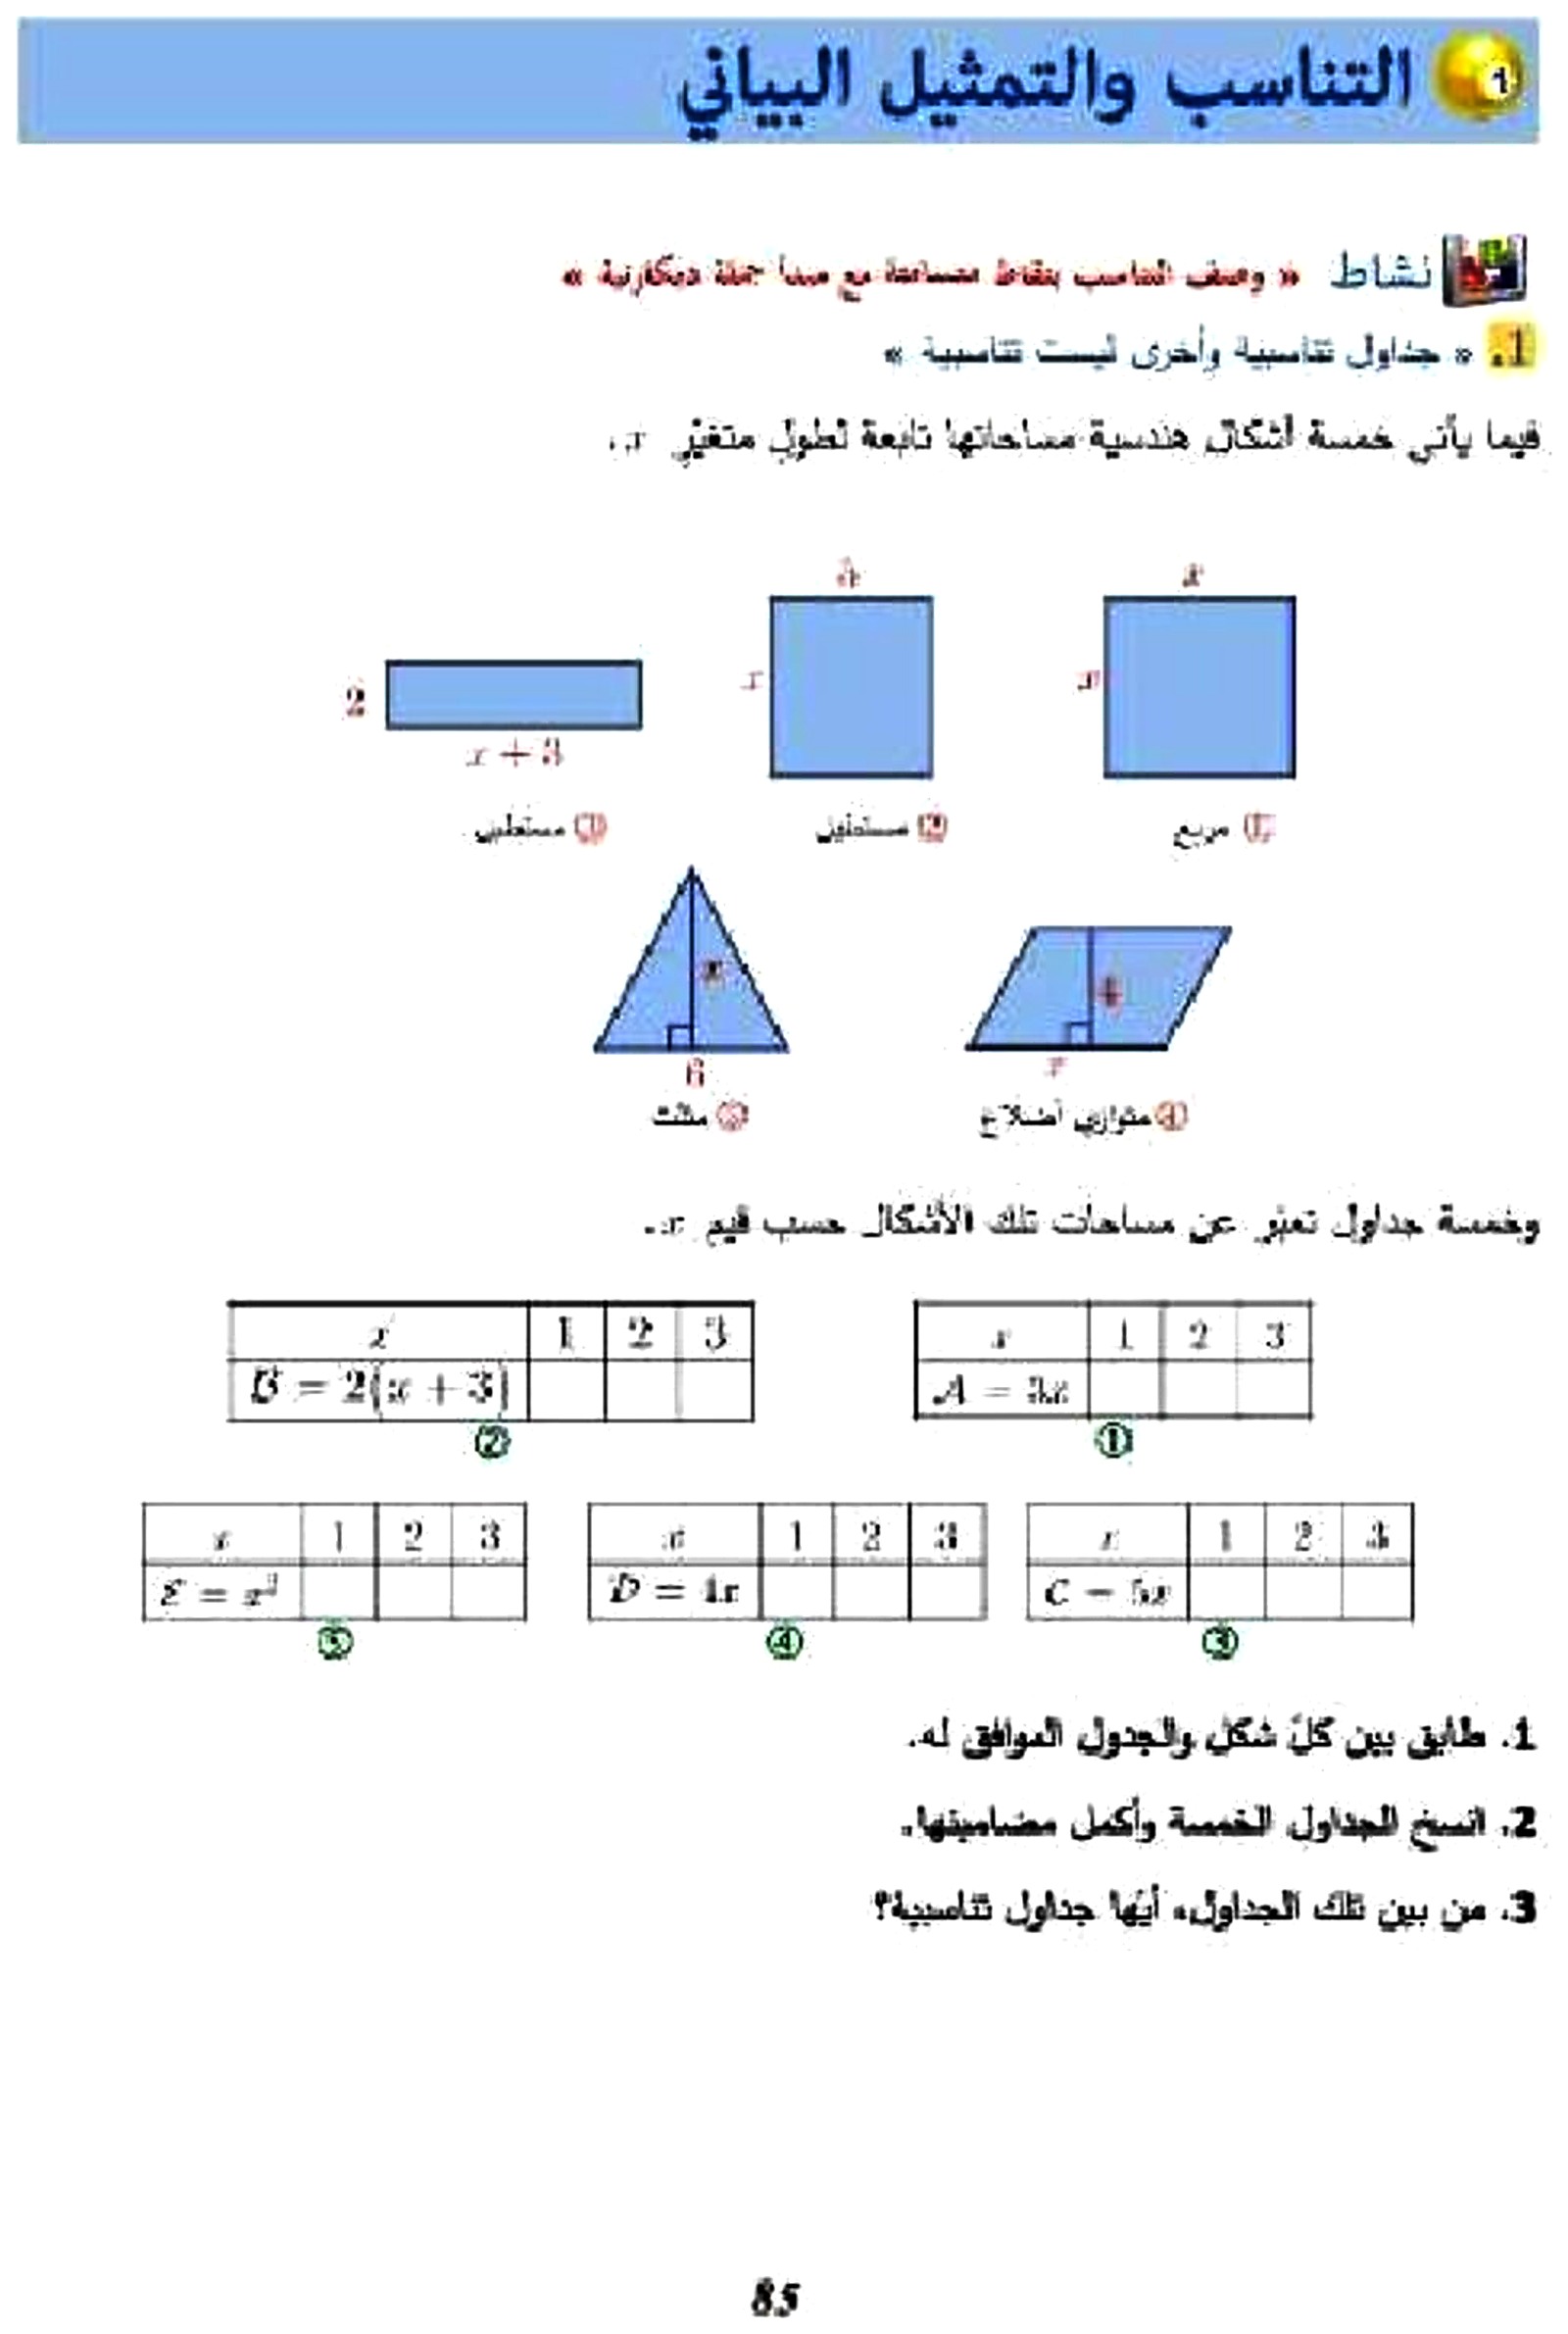 1 التناسب والتمثيل البياني
نشاط « وصف التناسب بنقاط متسامتة مع مبدأ جملة ديكارتية »
1. « جداول تناسبية وأخرى ليست تناسبية »
فيما يأتي خمسة أشكال هندسية مساحاتها تابعة لطول متغيّر x.
x
x
① مربع
5
x
② مستطيل
2
x + 3
③ مستطيل
4
x
④ متوازي أضلاع
x
6
⑤ مثلث
وخمسة جداول تعبّر عن مساحات تلك الأشكال حسب قيم x.
x 1 2 3
A = 3x
①
x 1 2 3
B = 2(x + 3)
②
x 1 2 3
C = 5x
③
x 1 2 3
D = 4x
④
x 1 2 3
E = x²
⑤
1. طابق بين كلّ شكل والجدول الموافق له.
2. انسخ الجداول الخمسة وأكمل مضامينها.
3. من بين تلك الجداول، أيّها جداول تناسبية؟
85